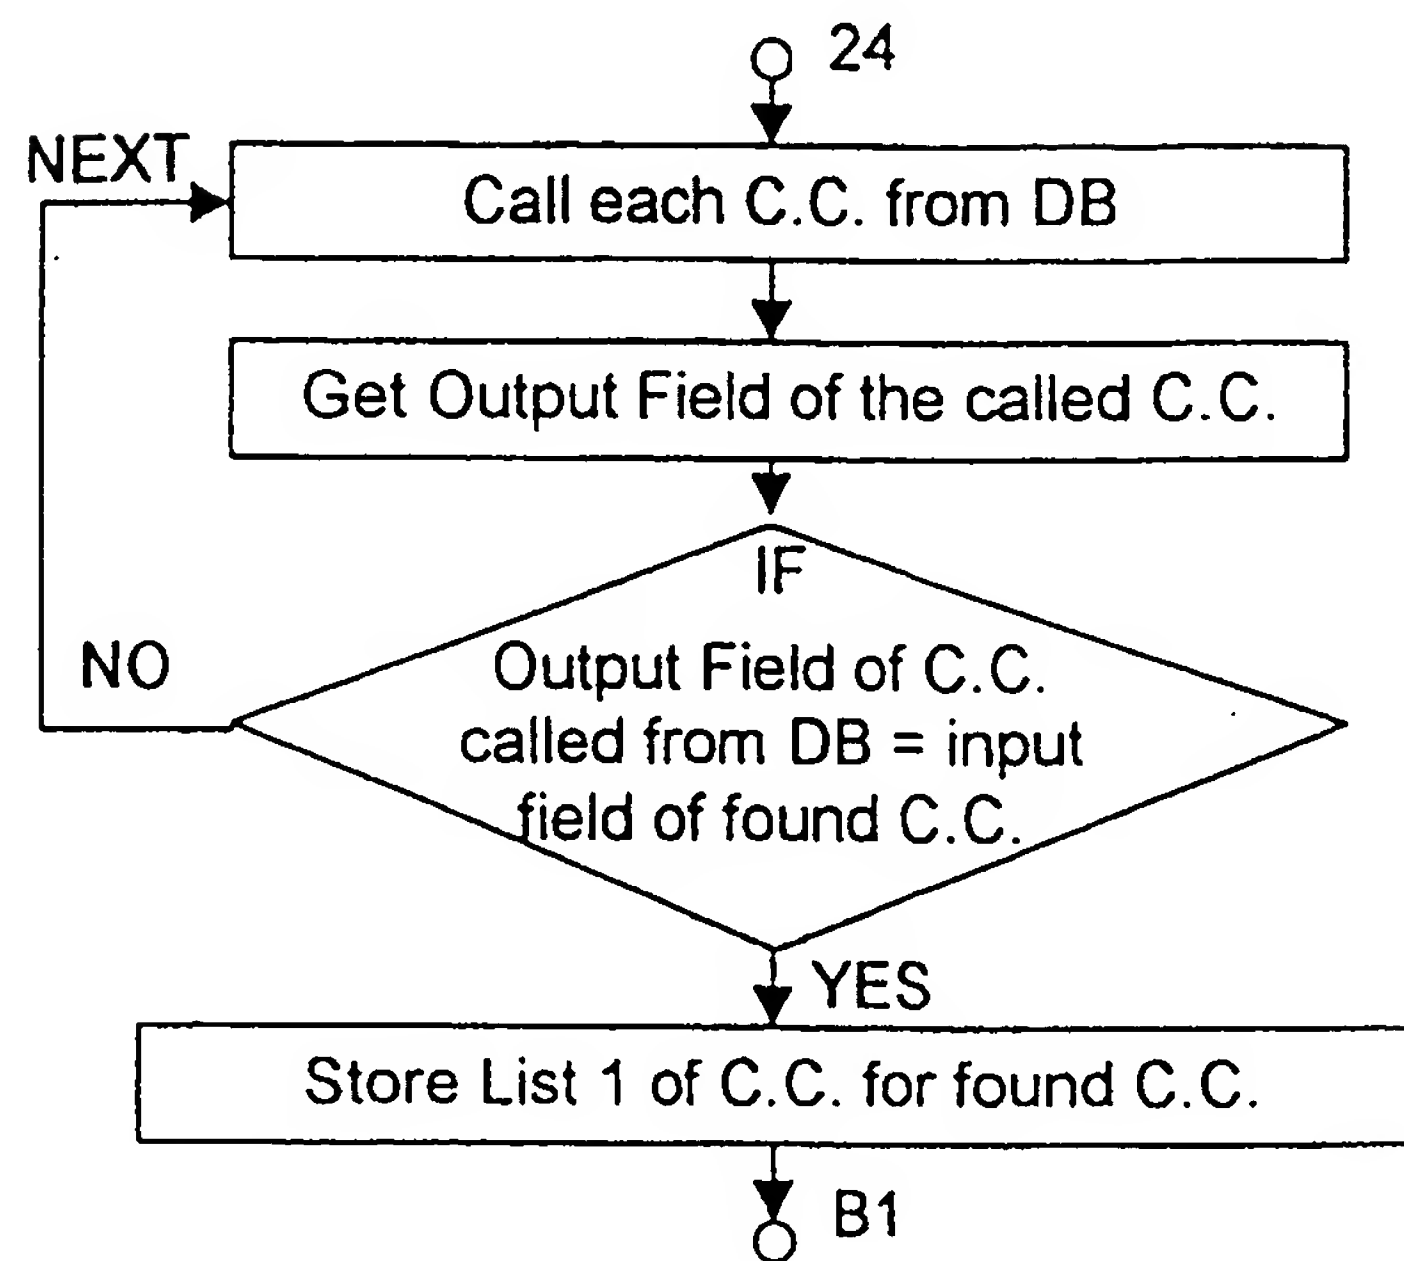 24
NEXT
Call each C.C. from DB
Get Output Field of the called C.C.
IF
NO
Output Field of C.C.
called from DB = input
field of found C.C.
YES
Store List 1 of C.C. for found C.C.
B1